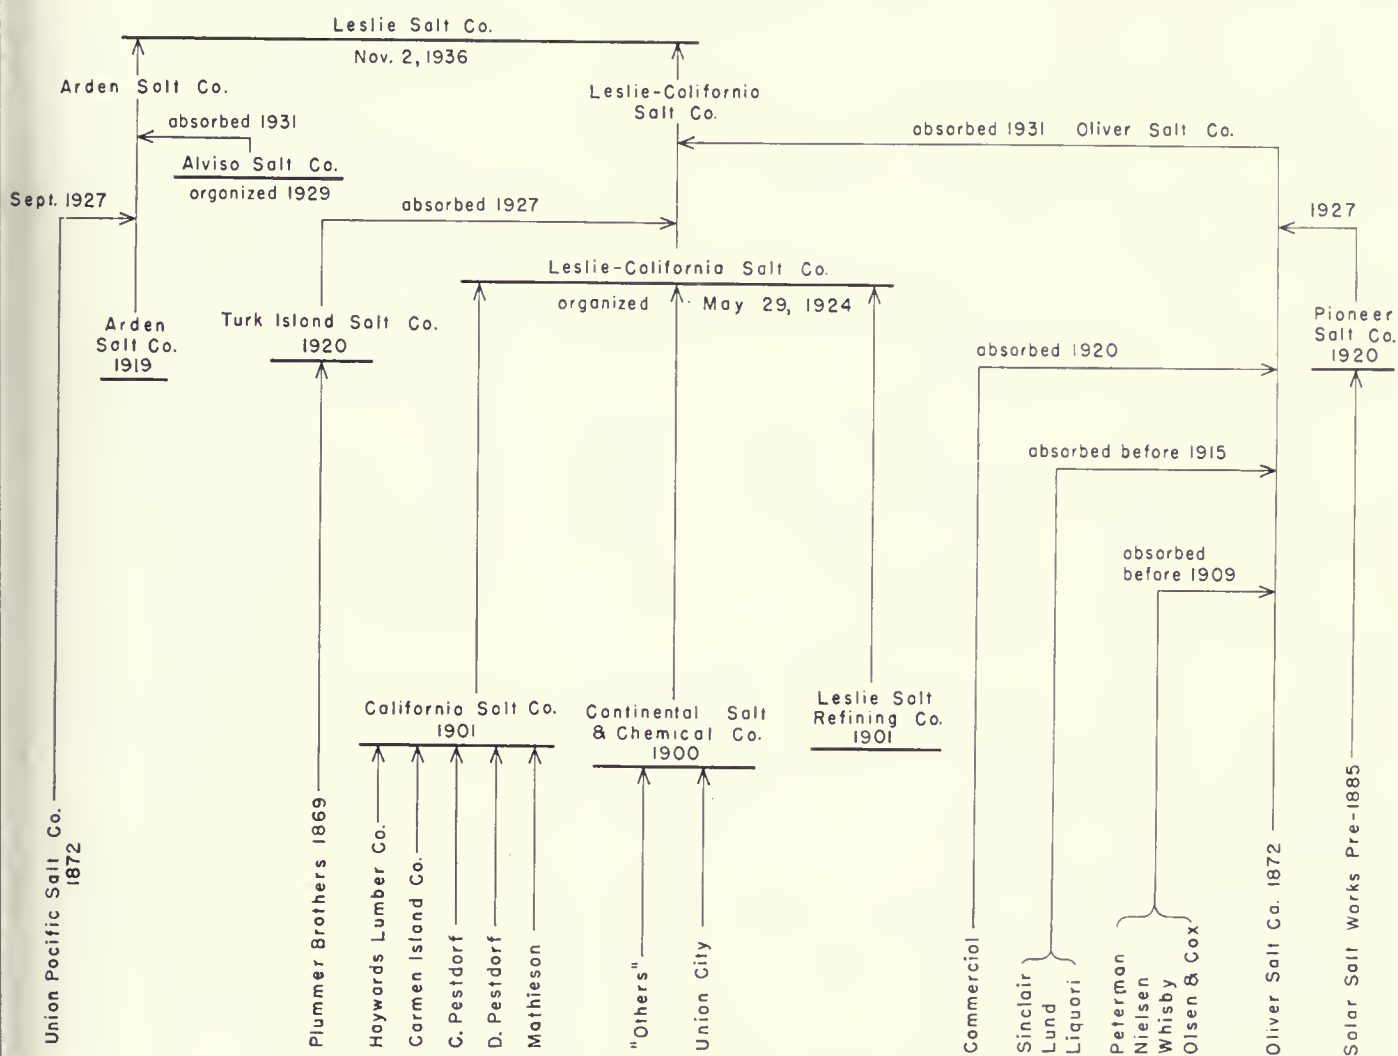 Leslie Salt Co.
Nov. 2, 1936
Arden Salt Co.
Leslie-California
Salt Co.
absorbed 1931
absorbed 1931 Oliver Salt Co.
Alviso Salt Co.
organized 1929
Sept. 1927
absorbed 1927
1927
Leslie-California Salt Co.
organized May 29, 1924
Arden
Salt Co.
1919
Turk Island Salt Co.
1920
Pioneer
Salt Co.
1920
absorbed 1920
absorbed before 1915
absorbed
before 1909
California Salt Co.
1901
Continental Salt
& Chemical Co.
1900
Leslie Salt
Refining Co.
1901
Union Pacific Salt Co.
1872
Plummer Brothers 1869
Haywards Lumber Co.
Carmen Island Co.
C. Pestdorf
D. Pestdorf
Mathieson
"Others"
Union City
Commercial
Sinclair
Lund
Liquori
Peterman
Nielsen
Whisby
Olsen & Cox
Oliver Salt Co. 1872
Solar Salt Works Pre-1885